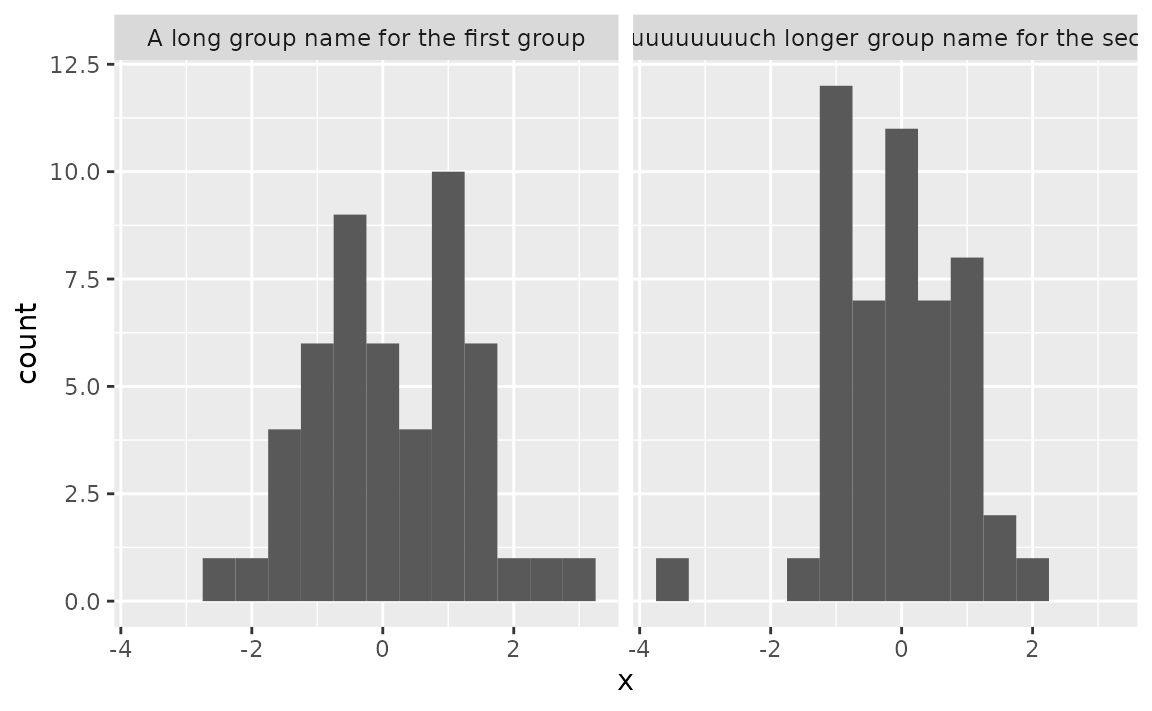 A long group name for the first group
uuuuuuuuch longer group name for the sec
12.5
10.0
7.5
5.0
2.5
0.0
count
-4 -2 0 2
-4 -2 0 2
x